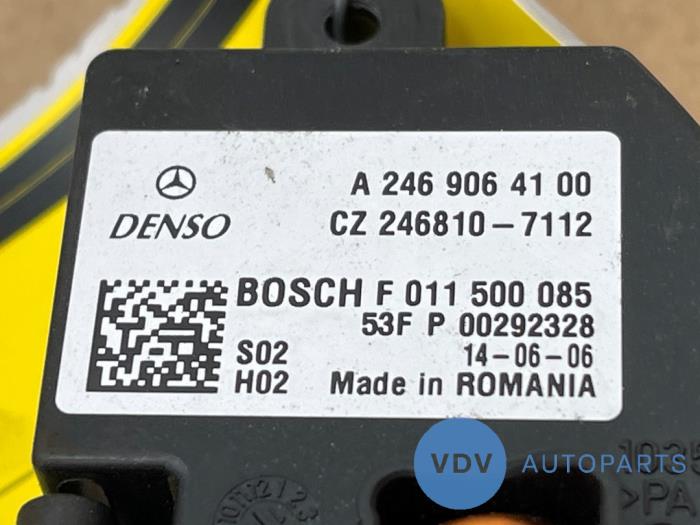 A 246 906 41 00
DENSO CZ 246810-7112
BOSCH F 011 500 085
53F P 00292328
S02 14-06-06
H02 Made in ROMANIA
VDV AUTOPARTS
>PA